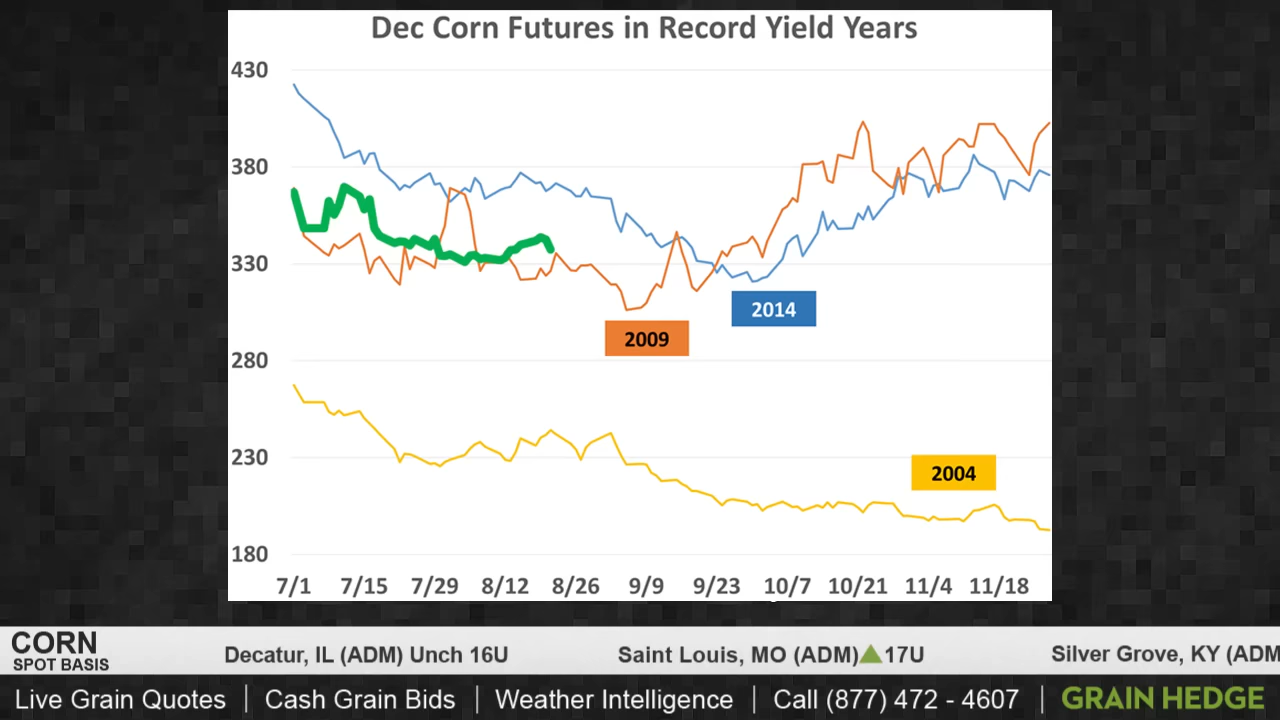 Dec Corn Futures in Record Yield Years
430
380
330
280
230
180
2014
2009
2004
7/1 7/15 7/29 8/12 8/26 9/9 9/23 10/7 10/21 11/4 11/18
CORN
SPOT BASIS
Decatur, IL (ADM) Unch 16U Saint Louis, MO (ADM)▲17U Silver Grove, KY (ADM
Live Grain Quotes | Cash Grain Bids | Weather Intelligence | Call (877) 472 - 4607 | GRAIN HEDGE